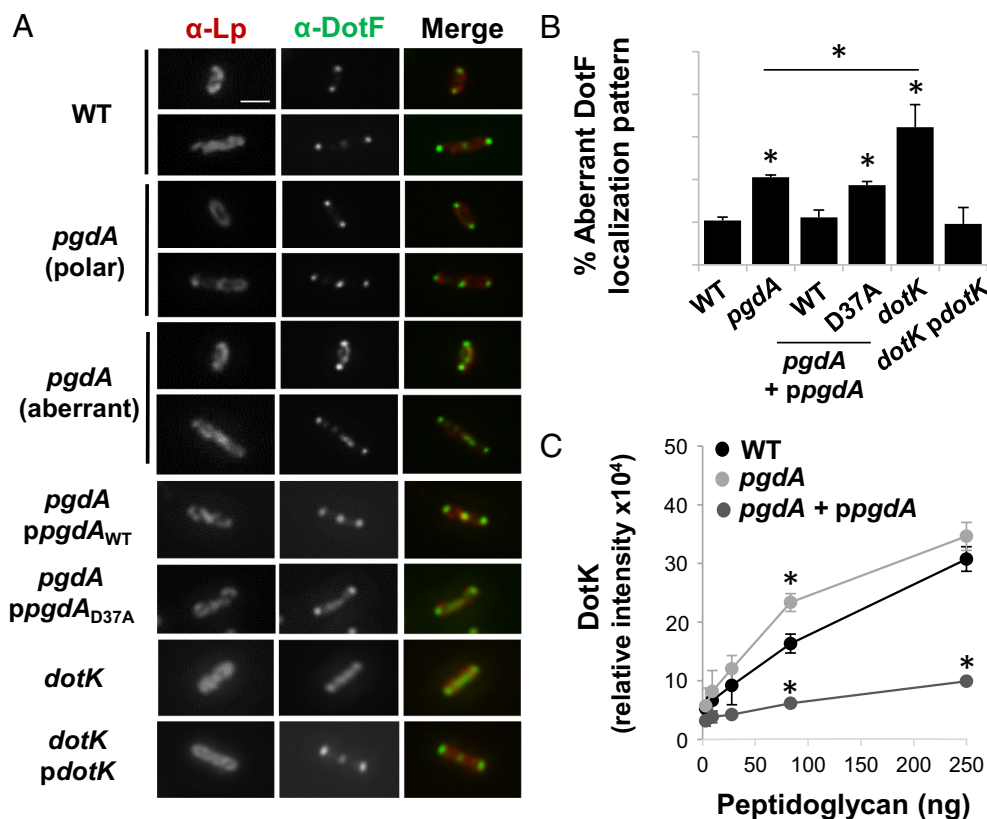 A
α-Lp α-DotF Merge
WT
pgdA
(polar)
pgdA
(aberrant)
pgdA
ppgdAWT
pgdA
ppgdAD37A
dotK
dotK
pdotK
B
% Aberrant DotF
localization pattern
*
* * *
WT pgdA WT D37A dotK dotK pdotK
pgdA
+ ppgdA
C
WT
pgdA
pgdA + ppgdA
DotK
(relative intensity x10⁴)
50
40
30
20
10
0
*
* *
0 50 100 150 200 250
Peptidoglycan (ng)